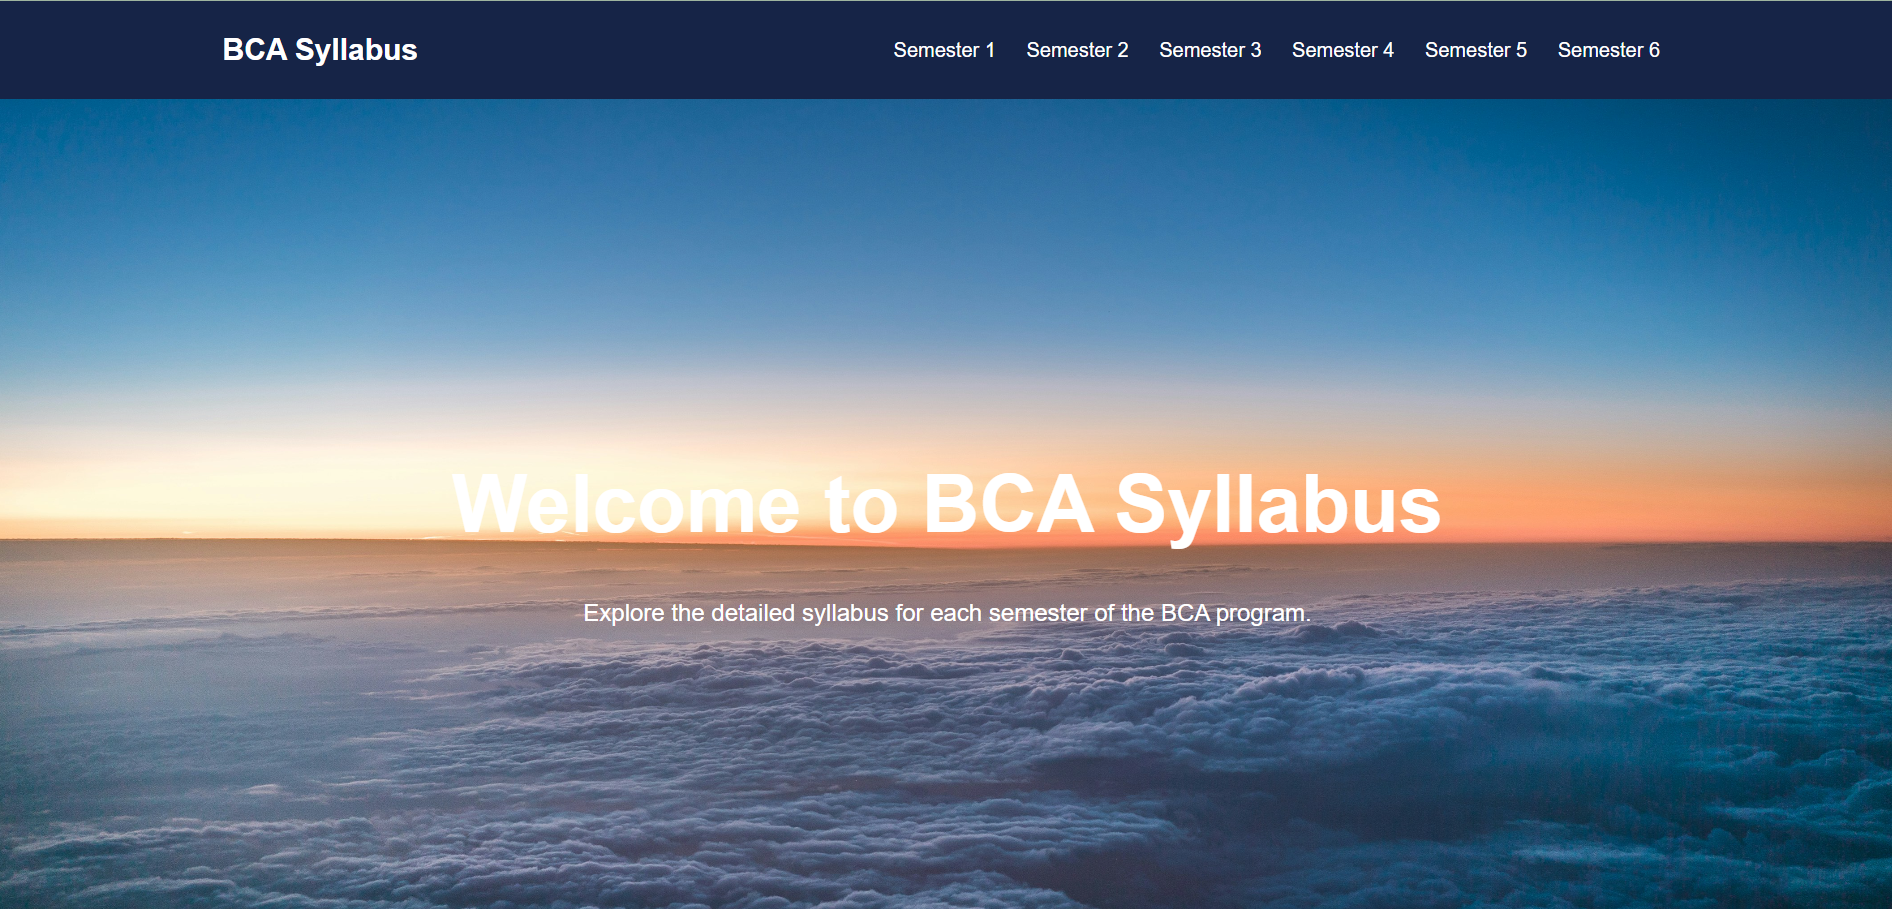 BCA Syllabus
Semester 1 Semester 2 Semester 3 Semester 4 Semester 5 Semester 6
Welcome to BCA Syllabus
Explore the detailed syllabus for each semester of the BCA program.